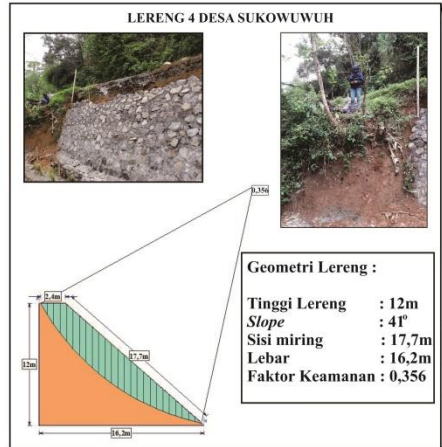 LERENG 4 DESA SUKOWUWUH
0,356
2,4m
17,7m
12m
16,2m
Geometri Lereng :
Tinggi Lereng : 12m
Slope : 41°
Sisi miring : 17,7m
Lebar : 16,2m
Faktor Keamanan : 0,356